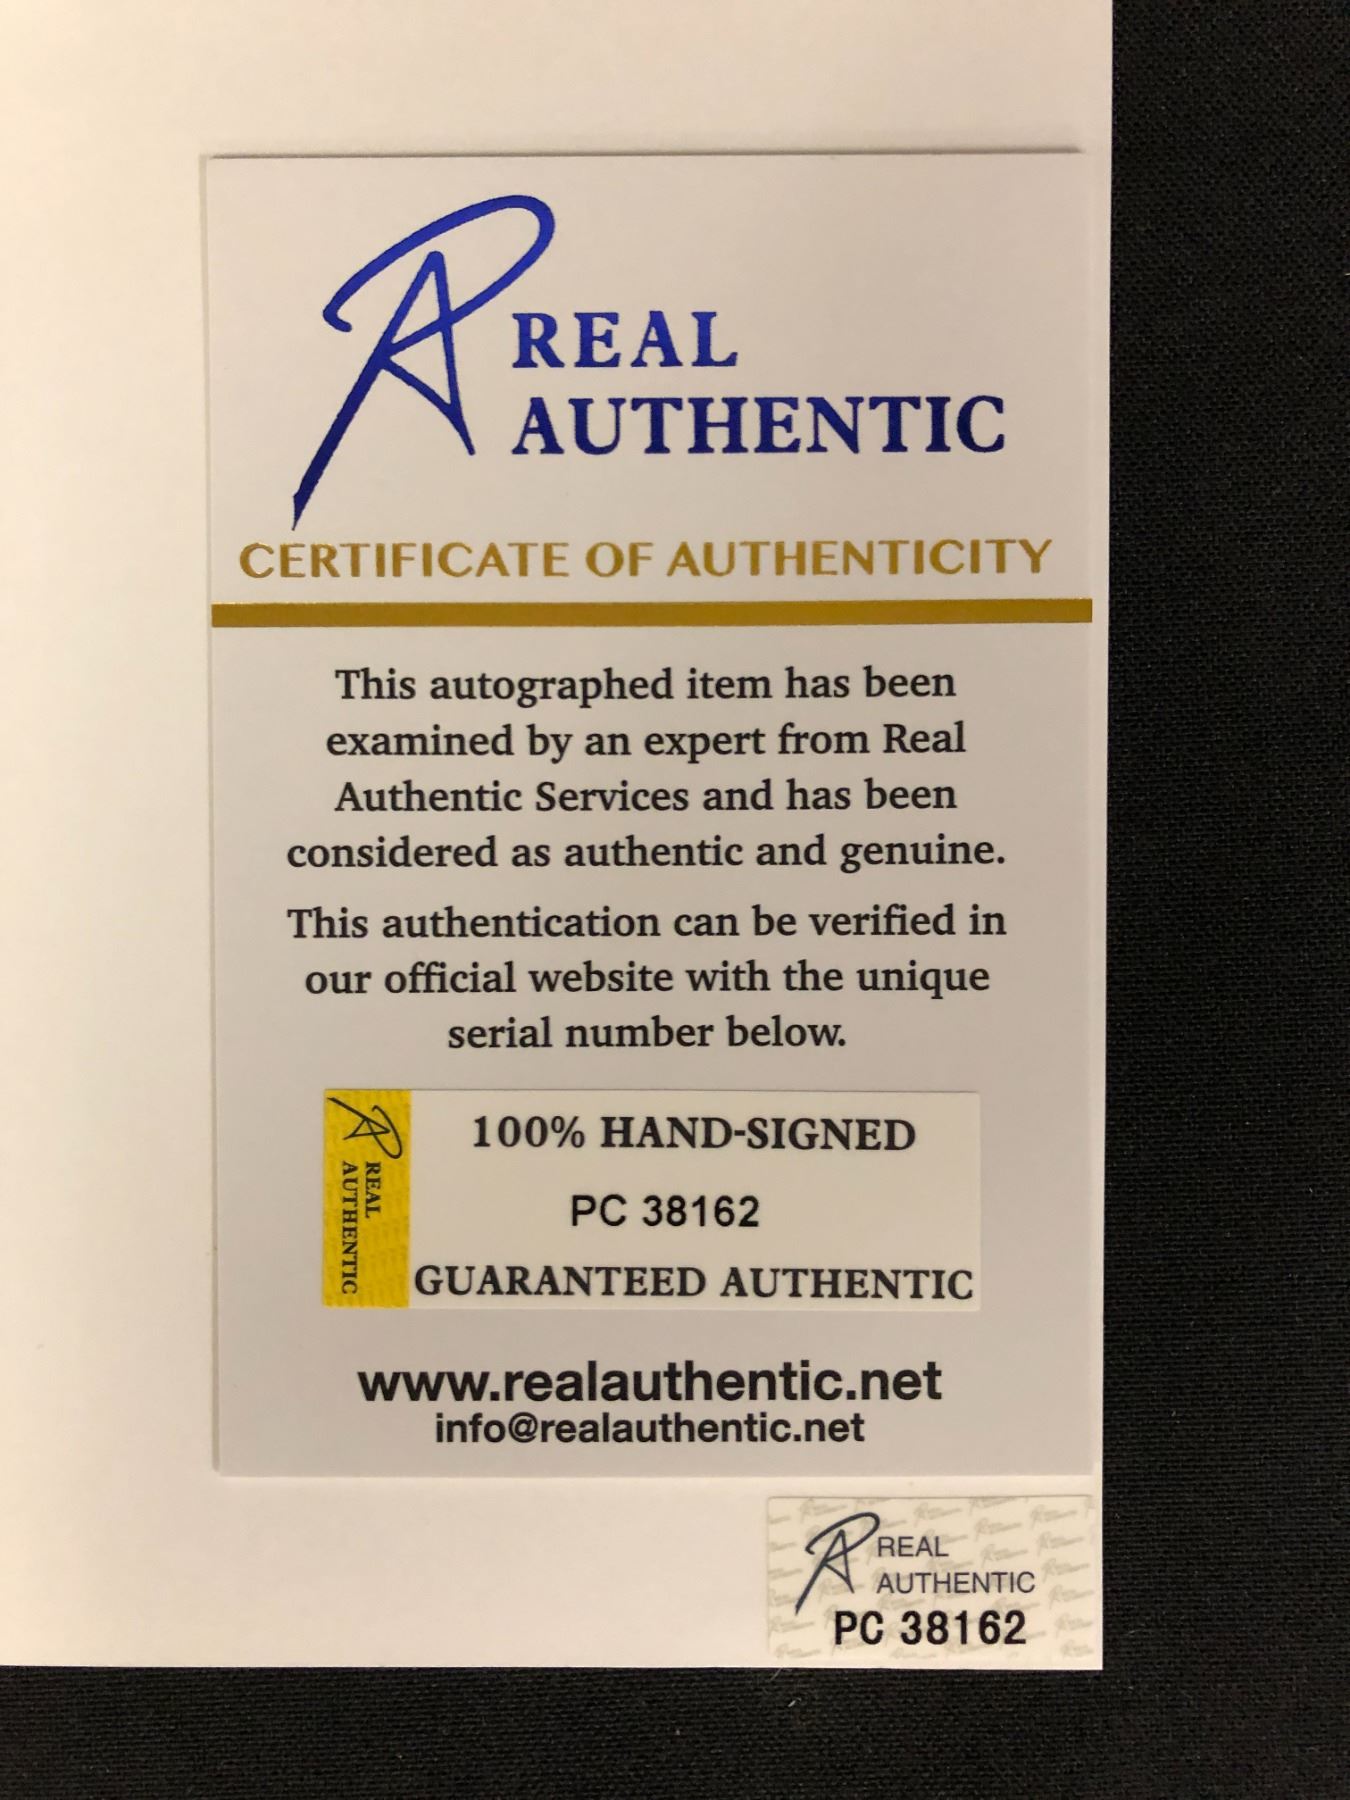 REAL
AUTHENTIC
CERTIFICATE OF AUTHENTICITY
This autographed item has been
examined by an expert from Real
Authentic Services and has been
considered as authentic and genuine.
This authentication can be verified in
our official website with the unique
serial number below.
REAL
AUTHENTIC
100% HAND-SIGNED
PC 38162
GUARANTEED AUTHENTIC
www.realauthentic.net
info@realauthentic.net
REAL
AUTHENTIC
PC 38162